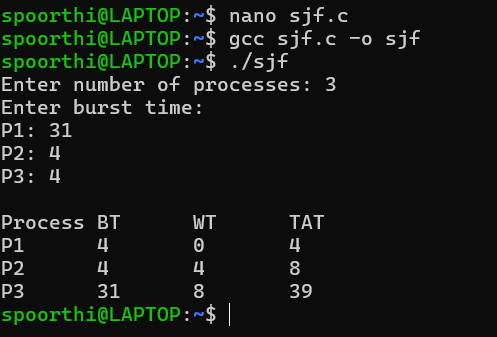 spoorthi@LAPTOP:~$ nano sjf.c
spoorthi@LAPTOP:~$ gcc sjf.c -o sjf
spoorthi@LAPTOP:~$ ./sjf
Enter number of processes: 3
Enter burst time:
P1: 31
P2: 4
P3: 4

Process BT      WT      TAT
P1      4       0       4
P2      4       4       8
P3      31      8       39
spoorthi@LAPTOP:~$